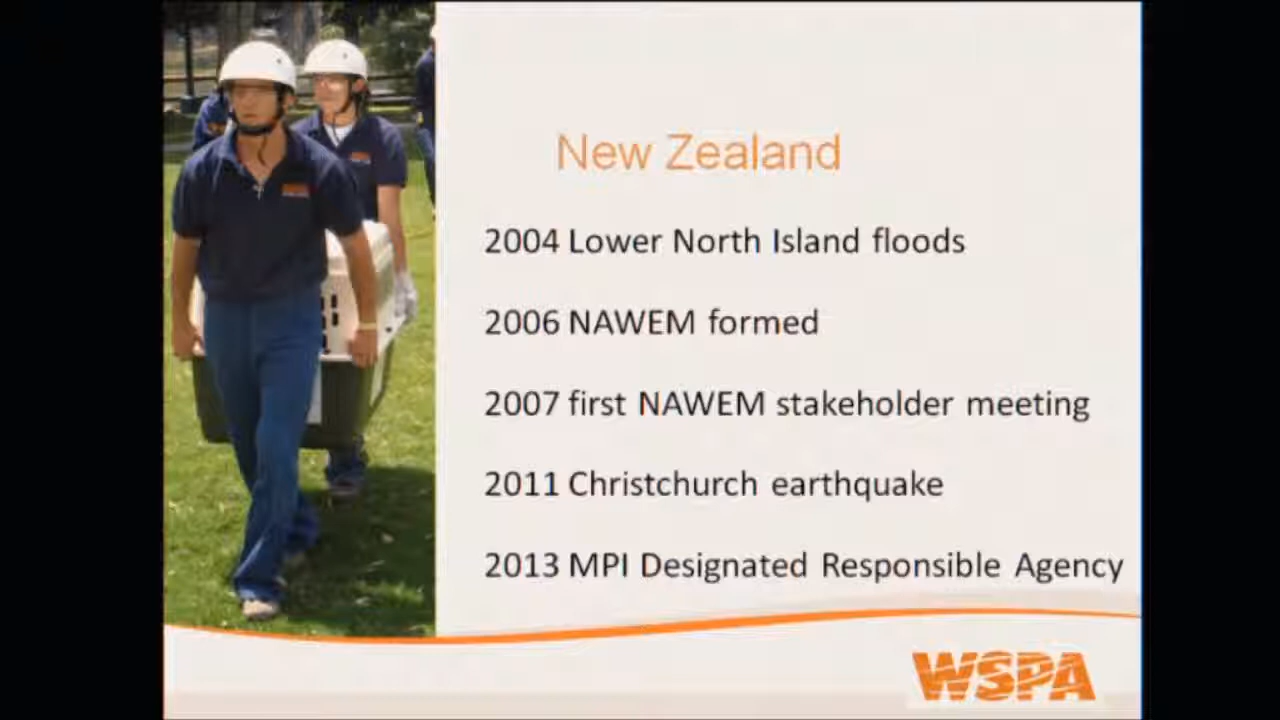 New Zealand
2004 Lower North Island floods
2006 NAWEM formed
2007 first NAWEM stakeholder meeting
2011 Christchurch earthquake
2013 MPI Designated Responsible Agency
WSPA